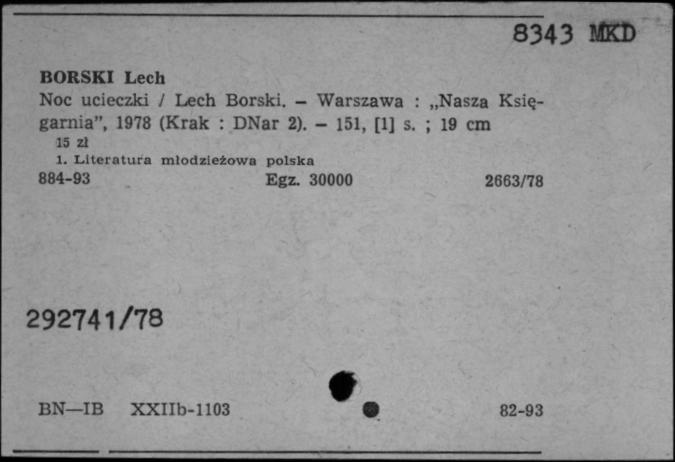 8343 MKD
BORSKI Lech
Noc ucieczki / Lech Borski. — Warszawa : „Nasza Księ-
garnia”, 1978 (Krak : DNar 2). — 151, [1] s. ; 19 cm
15 zł
1. Literatura młodzieżowa polska
884-93 Egz. 30000 2663/78
292741/78
BN—IB XXIIb-1103 82-93